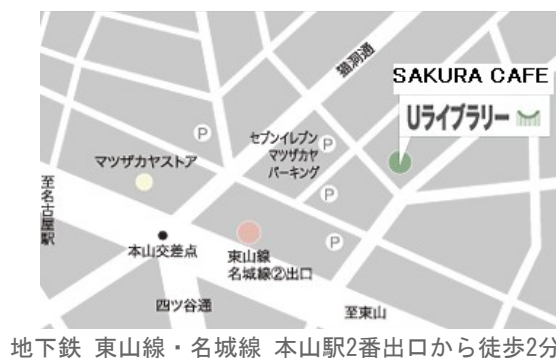 猫洞通
SAKURA CAFE
Uライブラリー
P
セブンイレブン
マツザカヤ
パーキング
P
マツザカヤストア
P
至名古屋駅
本山交差点
東山線
名城線②出口
P
四ツ谷通
至東山
地下鉄 東山線・名城線 本山駅2番出口から徒歩2分